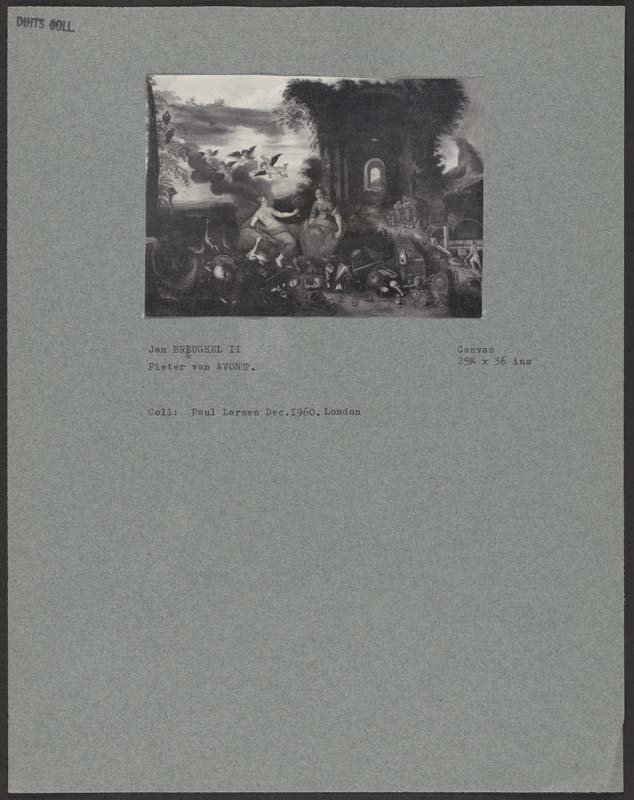 DUITS COLL.
Jan BREUGHEL II
&
Pieter van AVONT.
Canvas
25¾ x 36 ins
Coll: Paul Larsen Dec.1960. London